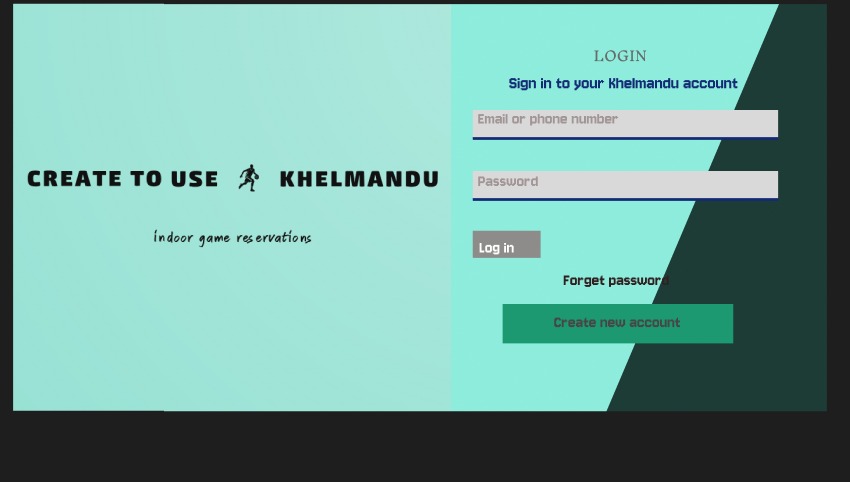 CREATE TO USE KHELMANDU
indoor game reservations
LOGIN
Sign in to your Khelmandu account
Email or phone number
Password
Log in
Forget password
Create new account